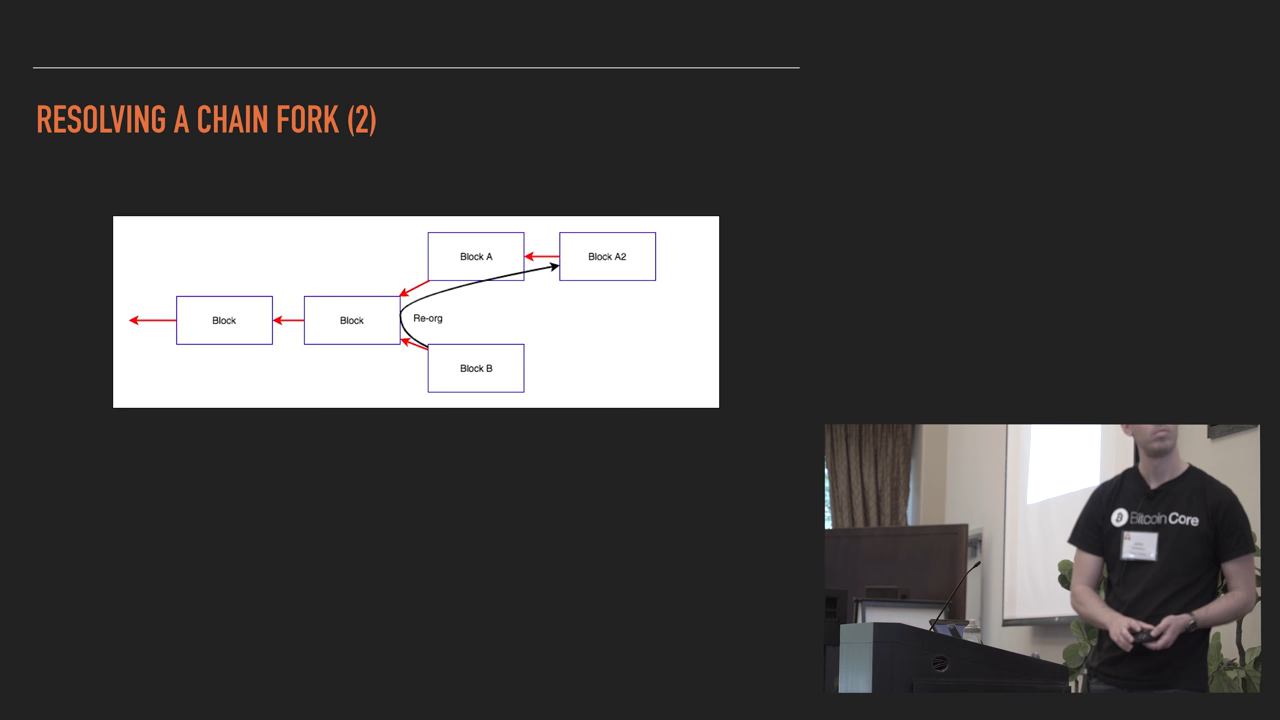 RESOLVING A CHAIN FORK (2)
Block A
Block A2
Block
Block
Re-org
Block B
Bitcoin Core